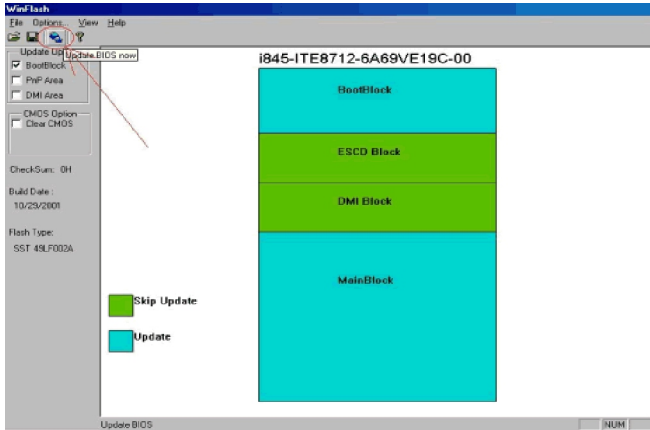 WinFlash
File Options... View Help
Update BIOS now
i845-ITE8712-6A69VE19C-00
BootBlock
PnP Area
DMI Area
CMOS Option
Clear CMOS
CheckSum: 0H
Build Date :
10/29/2001
Flash Type:
SST 49LF002A
BootBlock
ESCD Block
DMI Block
MainBlock
Skip Update
Update
Update BIOS
NUM